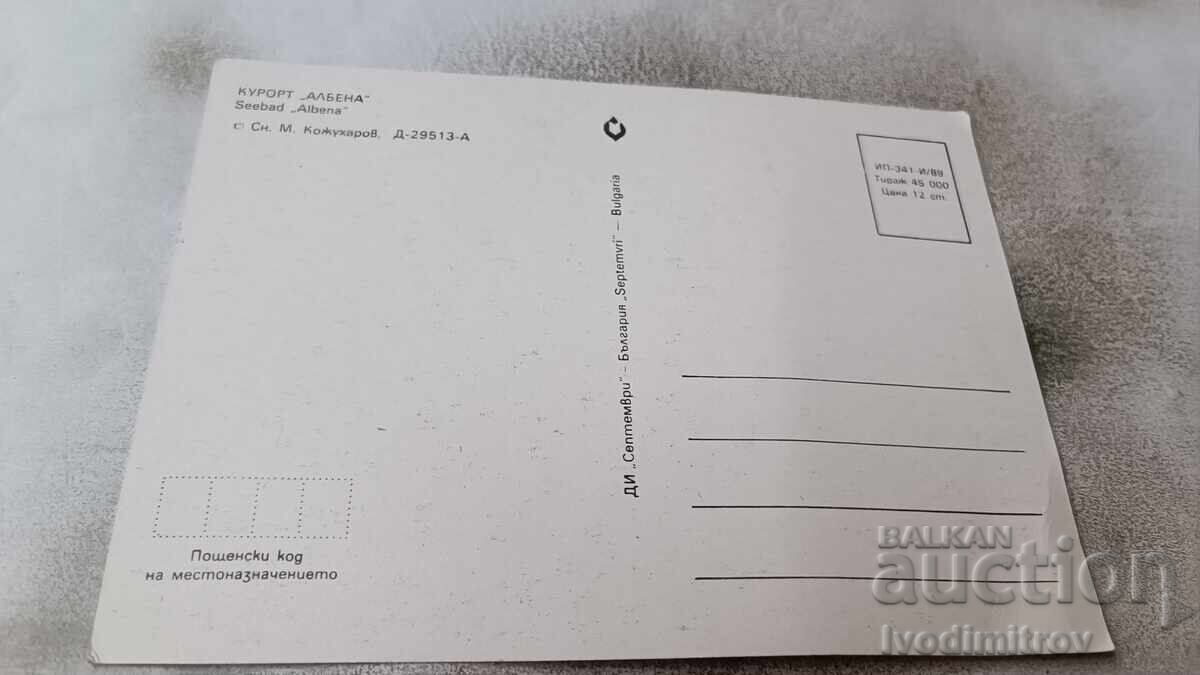 КУРОРТ „АЛБЕНА"
Seebad „Albena"
© Сн. М. Кожухаров. Д-29513-А
ИП-341-И/89
Тираж 45 000
Цена 12 ст.
ДИ „Септември" – България „Septemvri" – Bulgaria
Пощенски код
на местоназначението
BALKAN
auction
Ivodimitrov